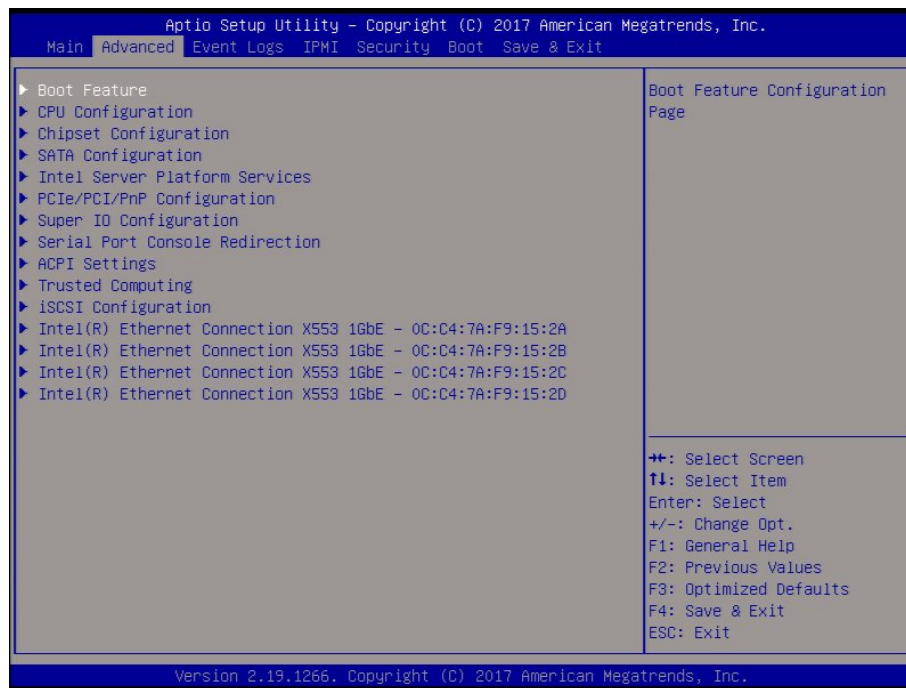 Aptio Setup Utility – Copyright (C) 2017 American Megatrends, Inc.
Main Advanced Event Logs IPMI Security Boot Save & Exit
Boot Feature
CPU Configuration
Chipset Configuration
SATA Configuration
Intel Server Platform Services
PCIe/PCI/PnP Configuration
Super IO Configuration
Serial Port Console Redirection
ACPI Settings
Trusted Computing
iSCSI Configuration
Intel(R) Ethernet Connection X553 1GbE – 0C:C4:7A:F9:15:2A
Intel(R) Ethernet Connection X553 1GbE – 0C:C4:7A:F9:15:2B
Intel(R) Ethernet Connection X553 1GbE – 0C:C4:7A:F9:15:2C
Intel(R) Ethernet Connection X553 1GbE – 0C:C4:7A:F9:15:2D
Boot Feature Configuration
Page
→←: Select Screen
↑↓: Select Item
Enter: Select
+/-: Change Opt.
F1: General Help
F2: Previous Values
F3: Optimized Defaults
F4: Save & Exit
ESC: Exit
Version 2.19.1266. Copyright (C) 2017 American Megatrends, Inc.